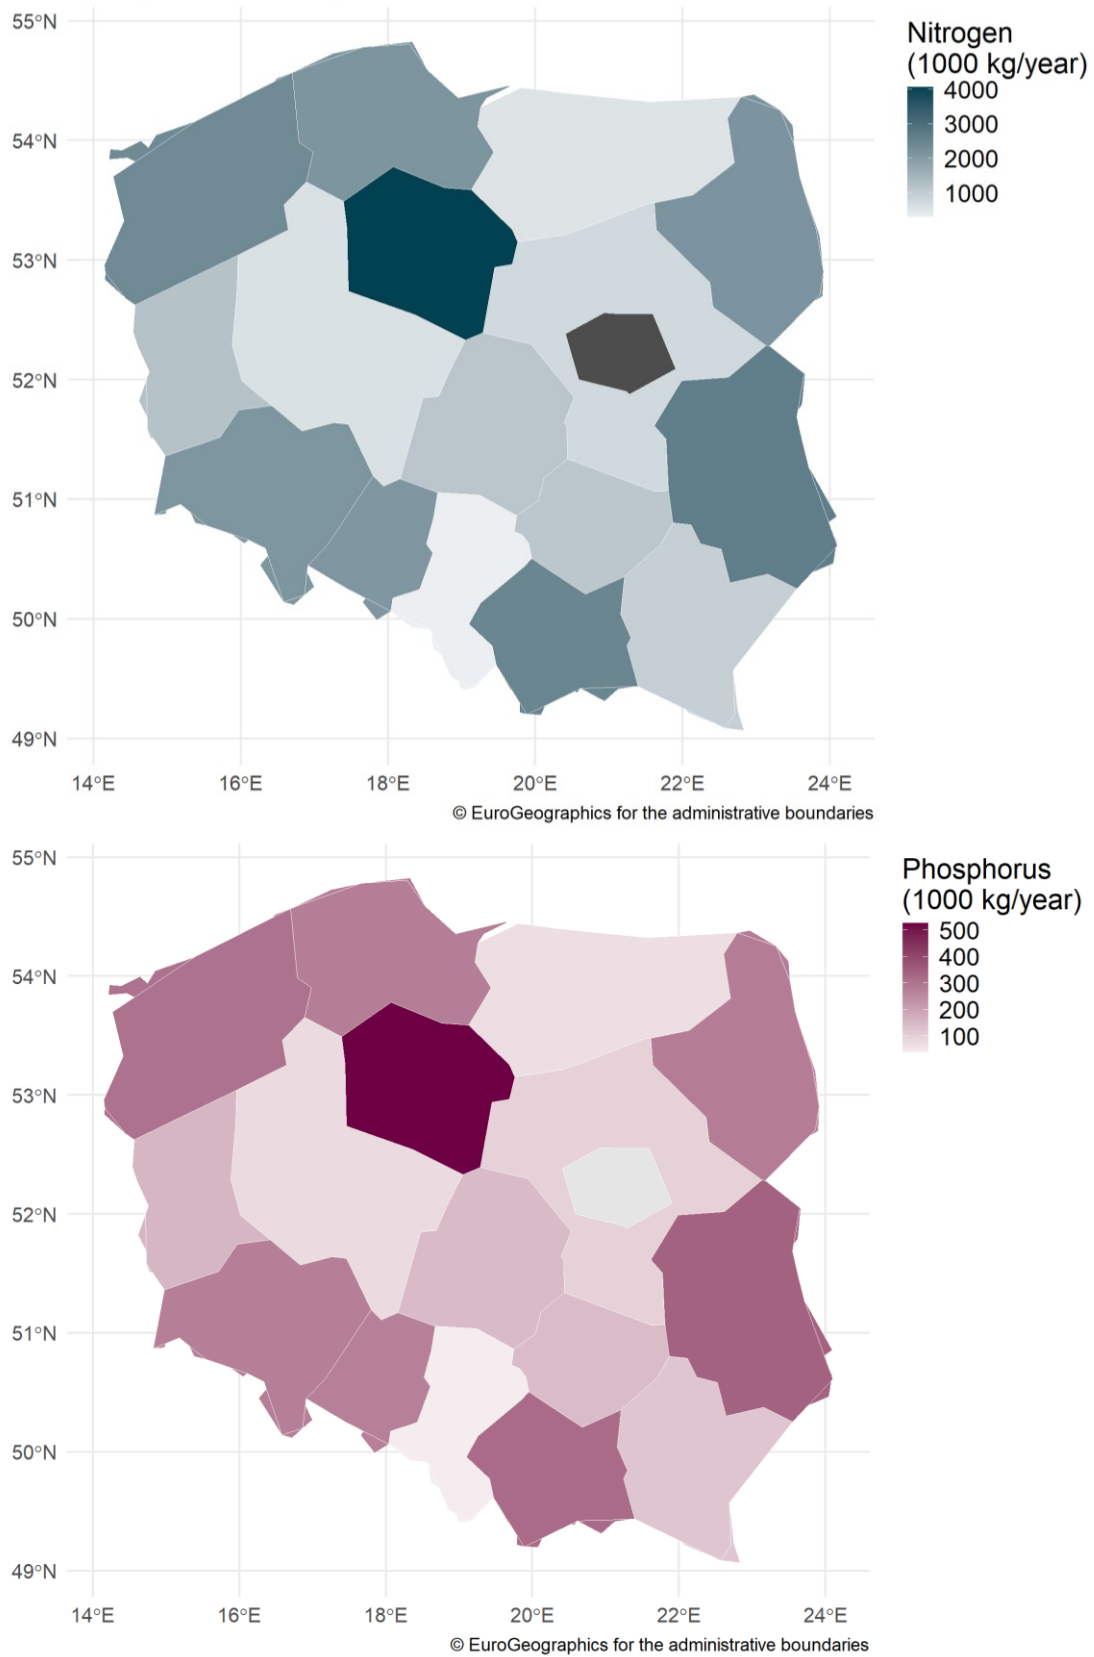 55°N
54°N
53°N
52°N
51°N
50°N
49°N
14°E 16°E 18°E 20°E 22°E 24°E
© EuroGeographics for the administrative boundaries
Nitrogen
(1000 kg/year)
4000
3000
2000
1000
55°N
54°N
53°N
52°N
51°N
50°N
49°N
14°E 16°E 18°E 20°E 22°E 24°E
© EuroGeographics for the administrative boundaries
Phosphorus
(1000 kg/year)
500
400
300
200
100